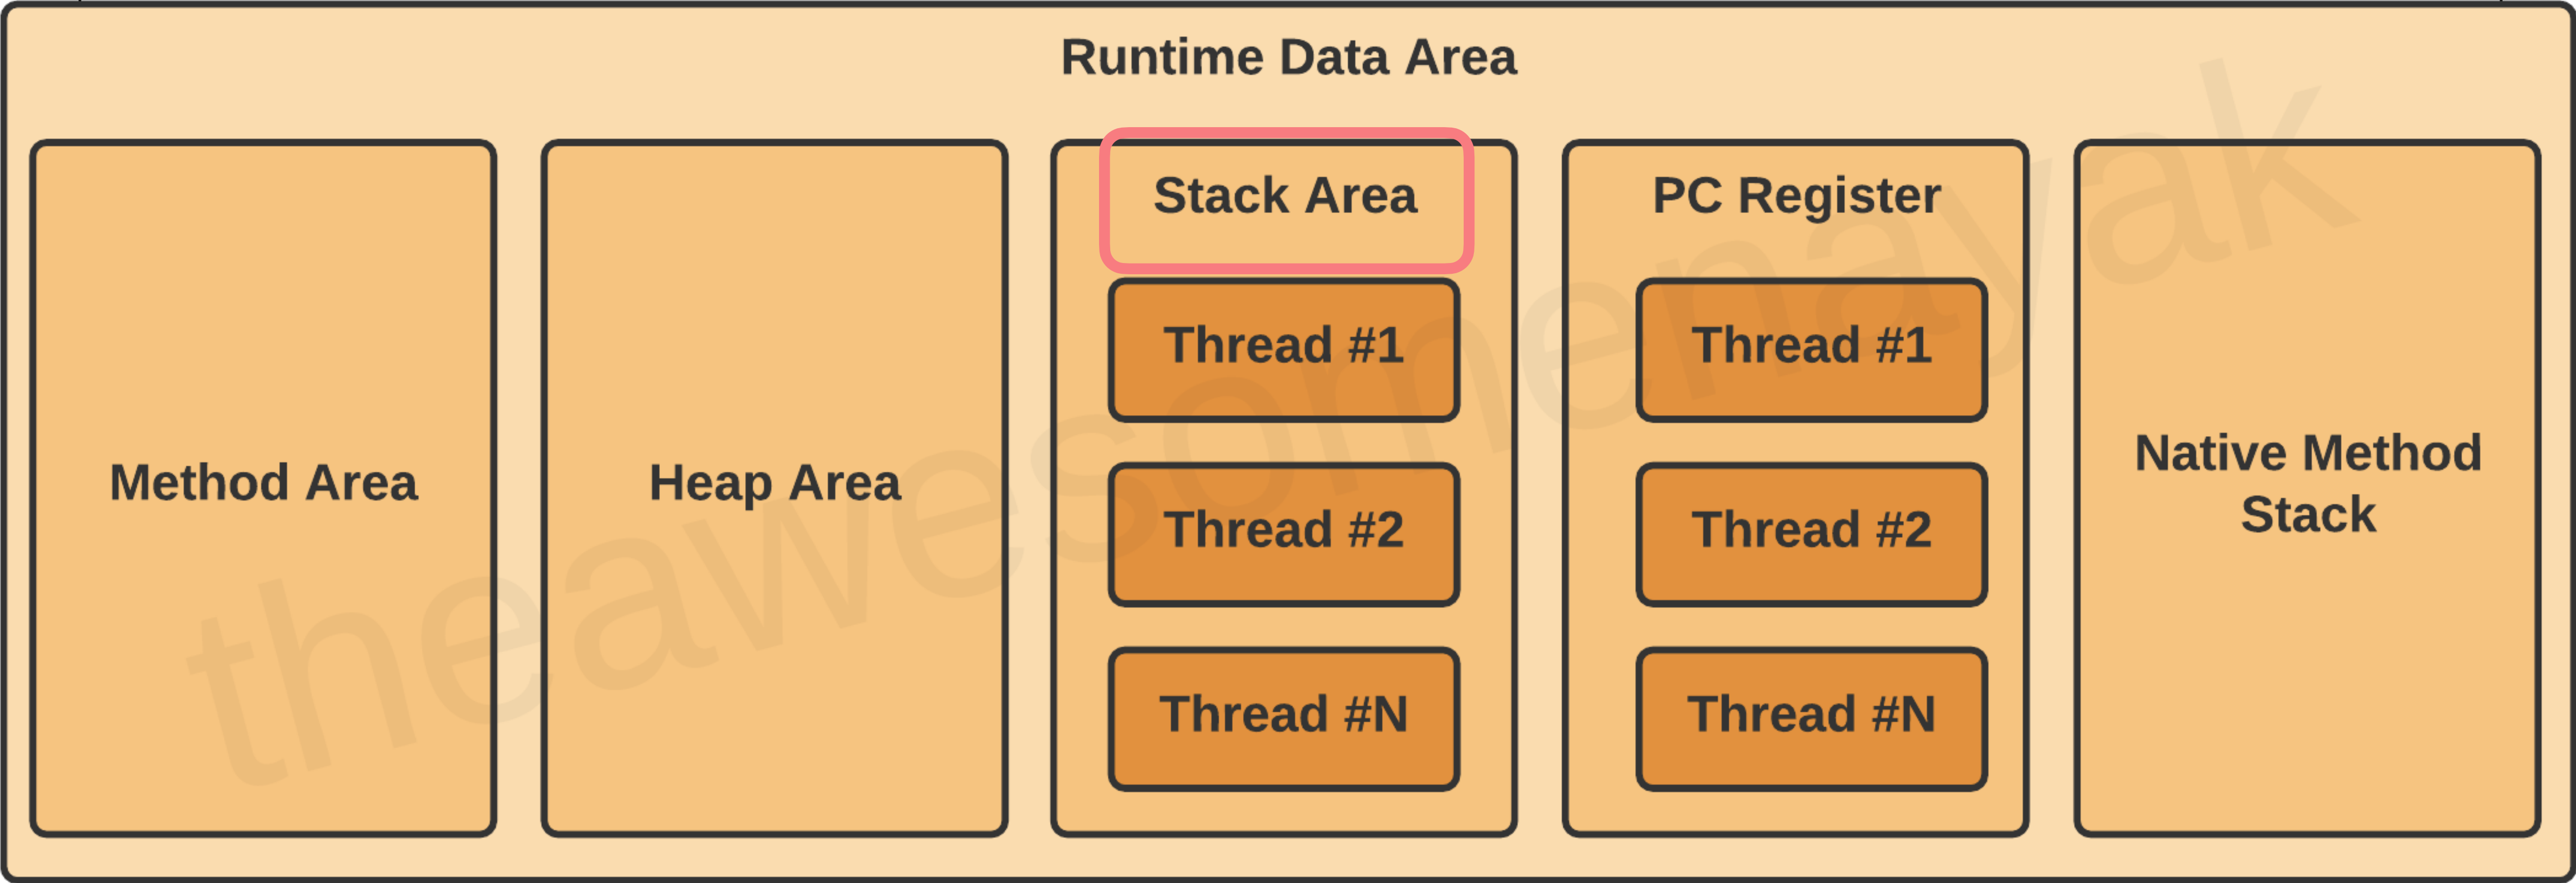 Runtime Data Area
Method Area
Heap Area
Stack Area
Thread #1
Thread #2
Thread #N
PC Register
Thread #1
Thread #2
Thread #N
Native Method
Stack
theawesomenayak